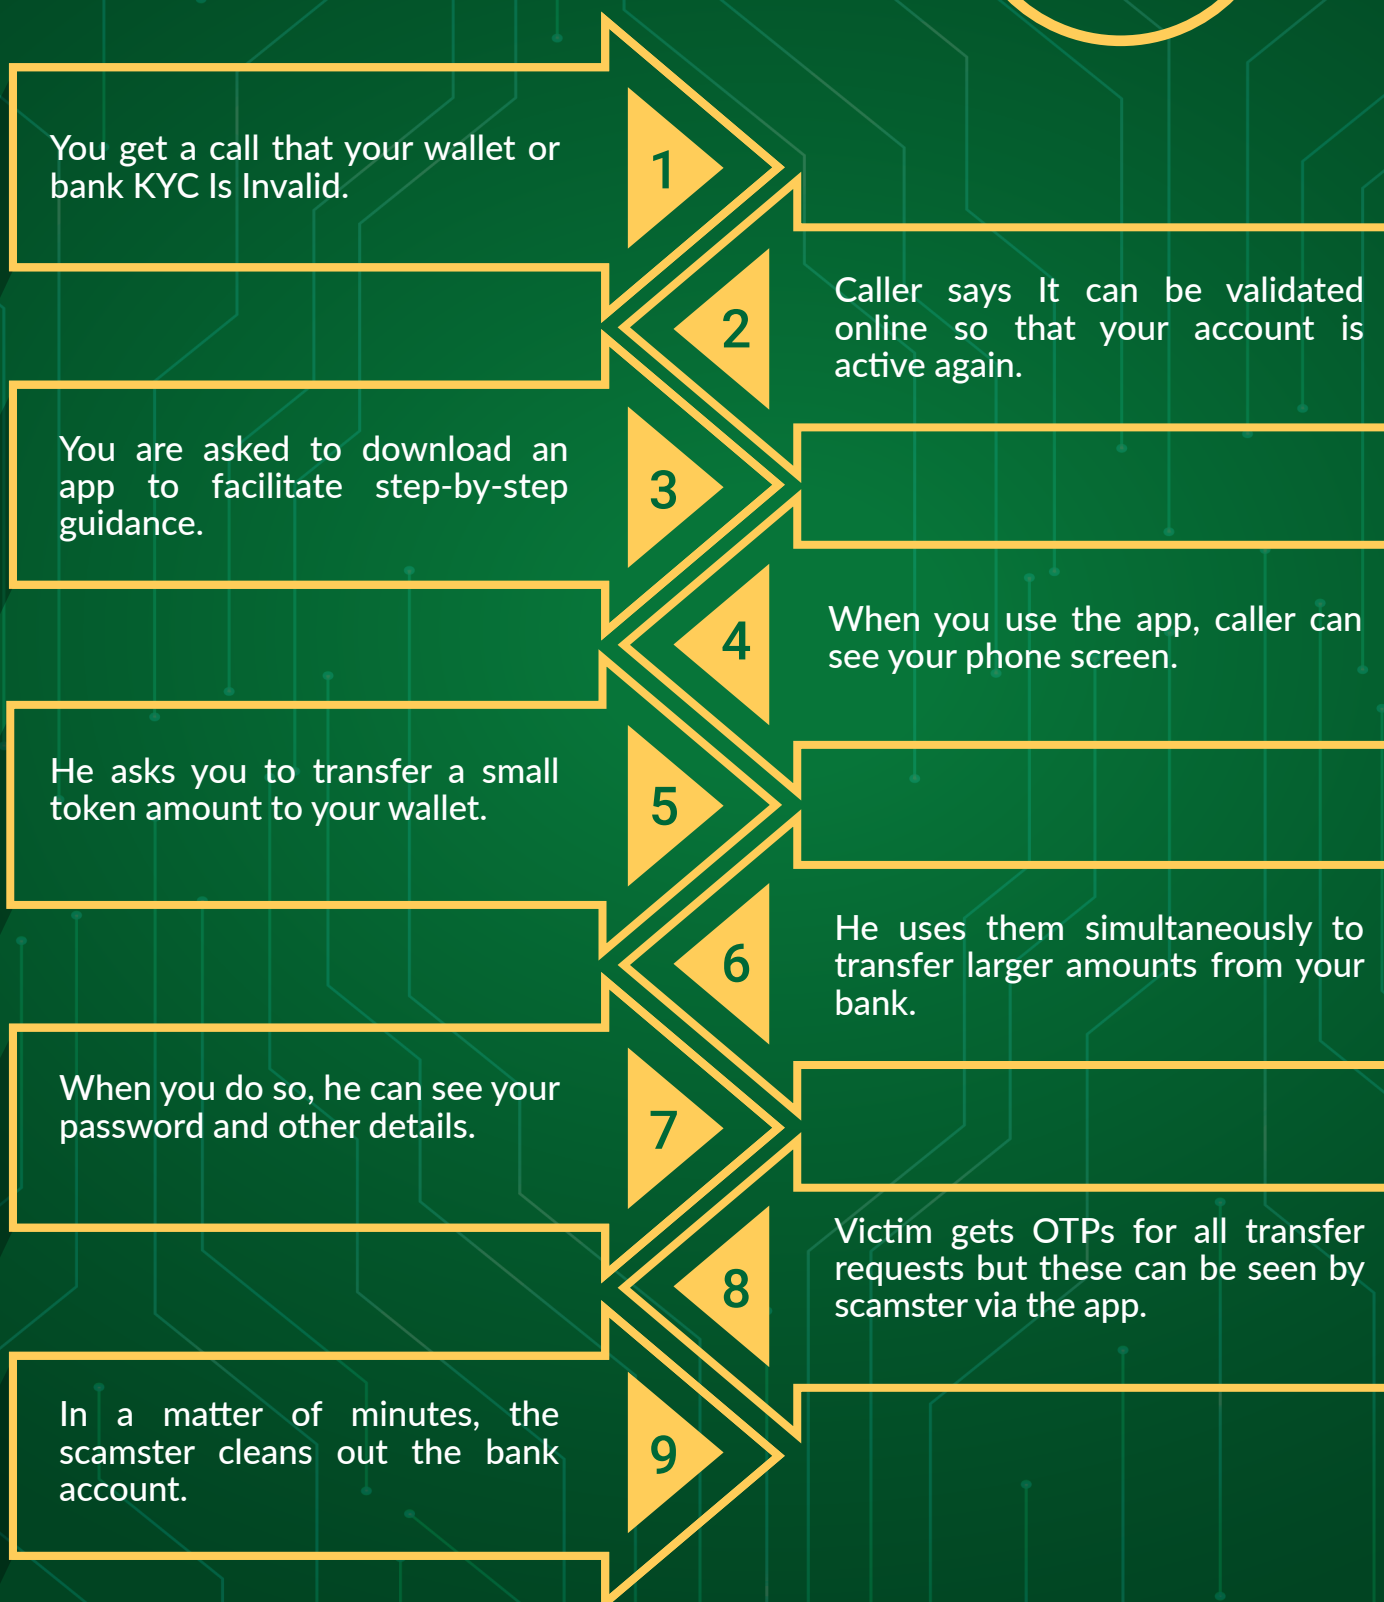 You get a call that your wallet or
bank KYC Is Invalid.
1
2
Caller says It can be validated
online so that your account is
active again.
You are asked to download an
app to facilitate step-by-step
guidance.
3
4
When you use the app, caller can
see your phone screen.
He asks you to transfer a small
token amount to your wallet.
5
6
He uses them simultaneously to
transfer larger amounts from your
bank.
When you do so, he can see your
password and other details.
7
8
Victim gets OTPs for all transfer
requests but these can be seen by
scamster via the app.
In a matter of minutes, the
scamster cleans out the bank
account.
9